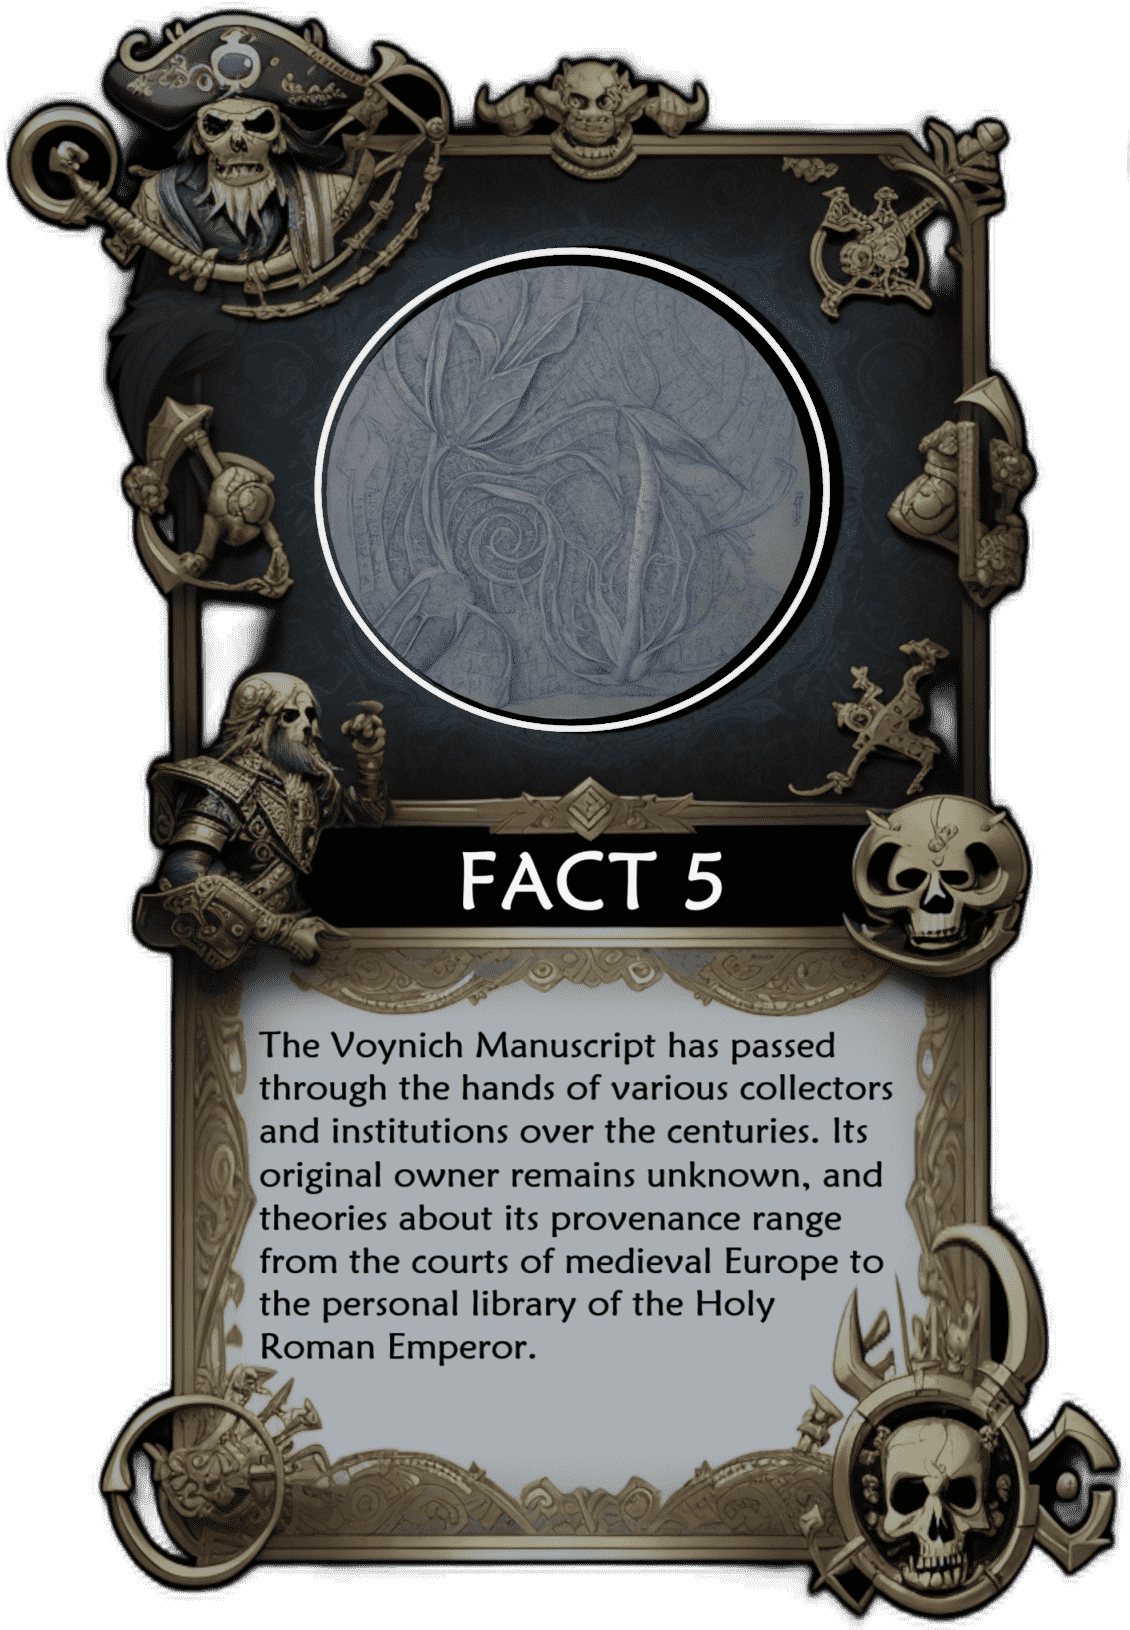 FACT 5
The Voynich Manuscript has passed
through the hands of various collectors
and institutions over the centuries. Its
original owner remains unknown, and
theories about its provenance range
from the courts of medieval Europe to
the personal library of the Holy
Roman Emperor.